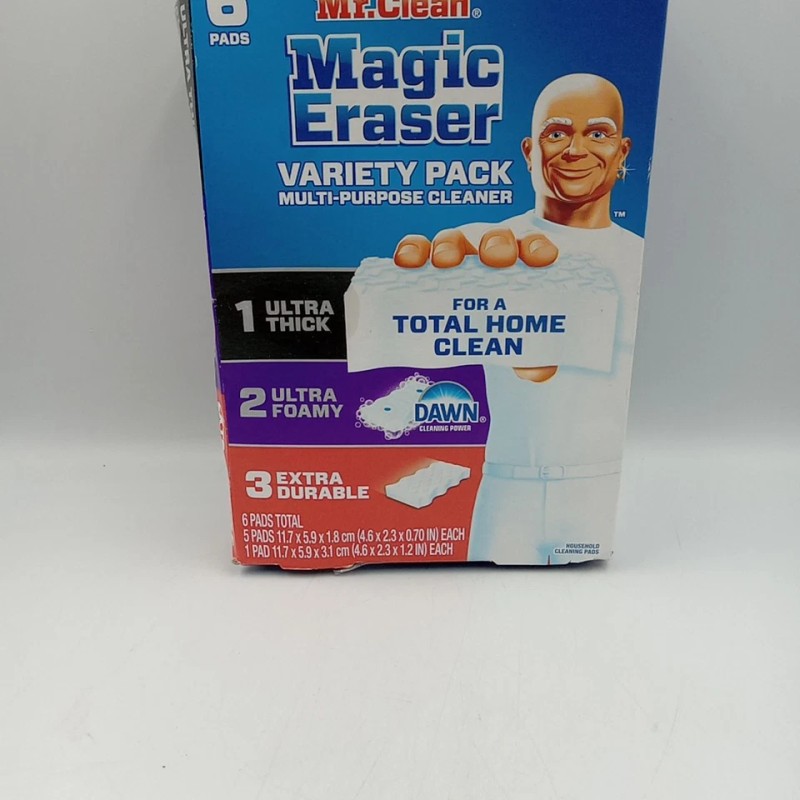 6
PADS
Mr.Clean®
Magic
Eraser
VARIETY PACK
MULTI-PURPOSE CLEANER
TM
1 ULTRA
THICK
FOR A
TOTAL HOME
CLEAN
2 ULTRA
FOAMY
DAWN®
CLEANING POWER
3 EXTRA
DURABLE
6 PADS TOTAL
5 PADS 11.7 x 5.9 x 1.8 cm (4.6 x 2.3 x 0.70 IN) EACH
1 PAD 11.7 x 5.9 x 3.1 cm (4.6 x 2.3 x 1.2 IN) EACH
HOUSEHOLD
CLEANING PADS